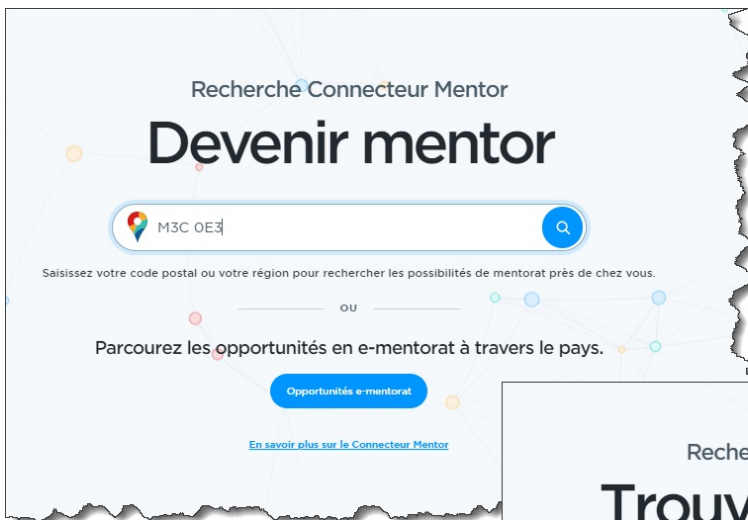 Recherche Connecteur Mentor
Devenir mentor
M3C 0E3
Saisissez votre code postal ou votre région pour rechercher les possibilités de mentorat près de chez vous.
OU
Parcourez les opportunités en e-mentorat à travers le pays.
Opportunités e-mentorat
En savoir plus sur le Connecteur Mentor
Reche
Trouv